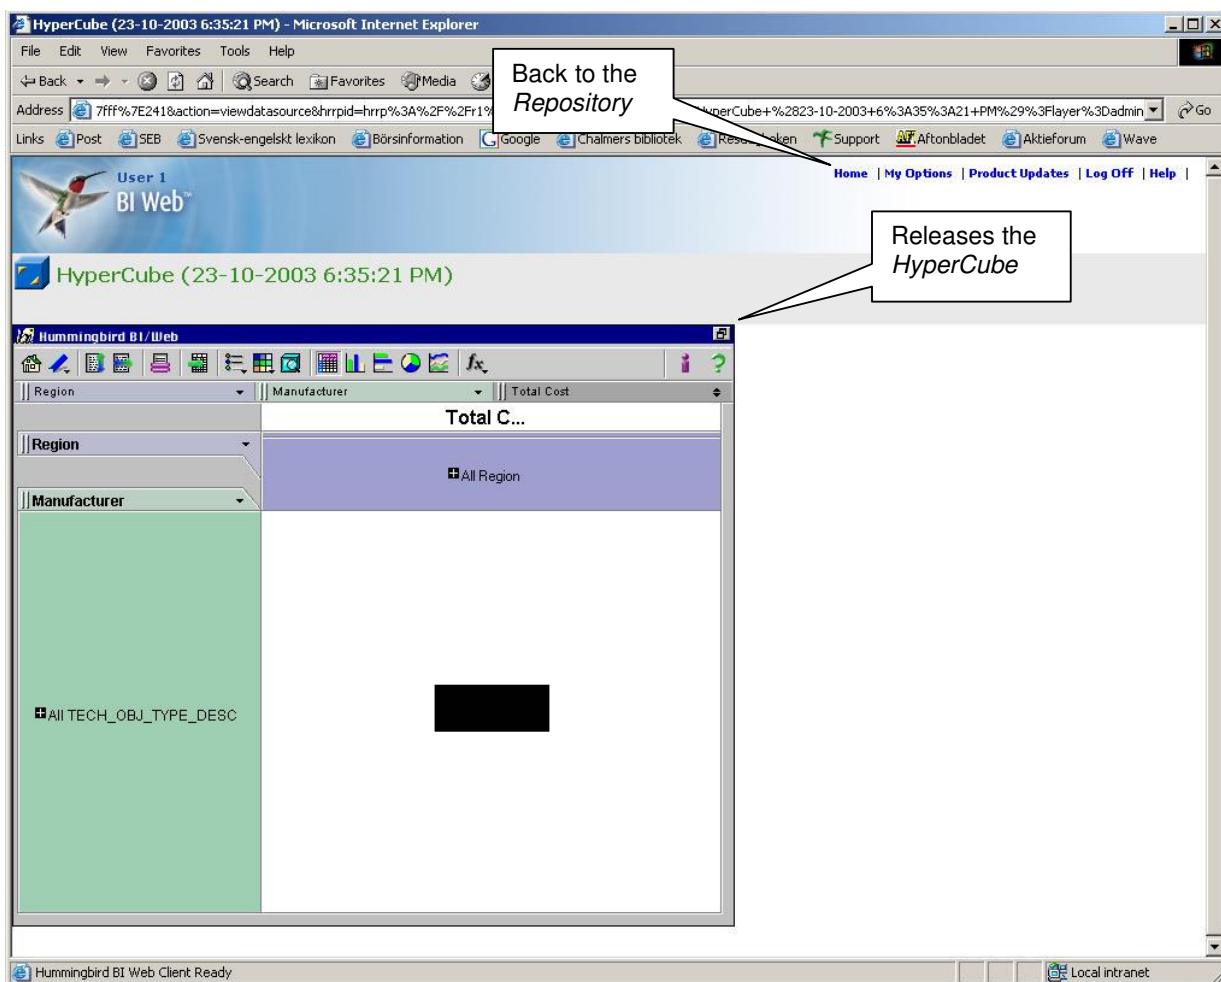 HyperCube (23-10-2003 6:35:21 PM) - Microsoft Internet Explorer
File Edit View Favorites Tools Help
Back Search Favorites Media
Back to the
Repository
Address 7fff%7E241&action=viewdatasource&hrrpid=hrrp%3A%2F%2Fr1% HyperCube+%2823-10-2003+6%3A35%3A21+PM%29%3Flayer%3Dadmin Go
Links Post SEB Svensk-engelskt lexikon Börsinformation Google Chalmers bibliotek Support Aftonbladet Aktieforum Wave
User 1
BI Web™
Home | My Options | Product Updates | Log Off | Help |
Releases the
HyperCube
HyperCube (23-10-2003 6:35:21 PM)
Hummingbird BI/Web
fx
Region Manufacturer Total Cost
Total C...
Region
All Region
Manufacturer
All TECH_OBJ_TYPE_DESC
Hummingbird BI Web Client Ready Local intranet